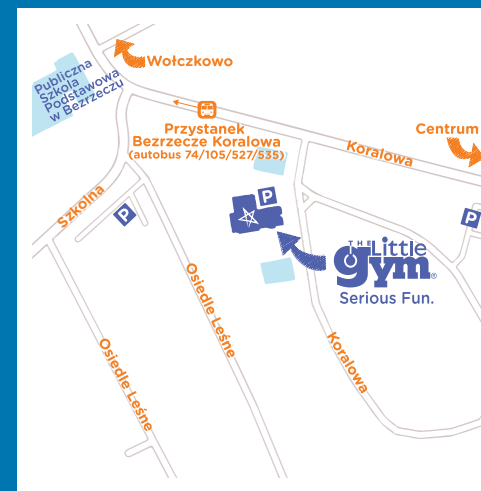 Wołczkowo
Publiczna
Szkoła
Podstawowa
w Bezrzeczu
Przystanek
Bezrzecze Koralowa
(autobus 74/105/527/535)
Centrum
Koralowa
Szkolna
P
P
P
THE Little
gym®
Serious Fun.
Osiedle Leśne
Koralowa
Osiedle Leśne